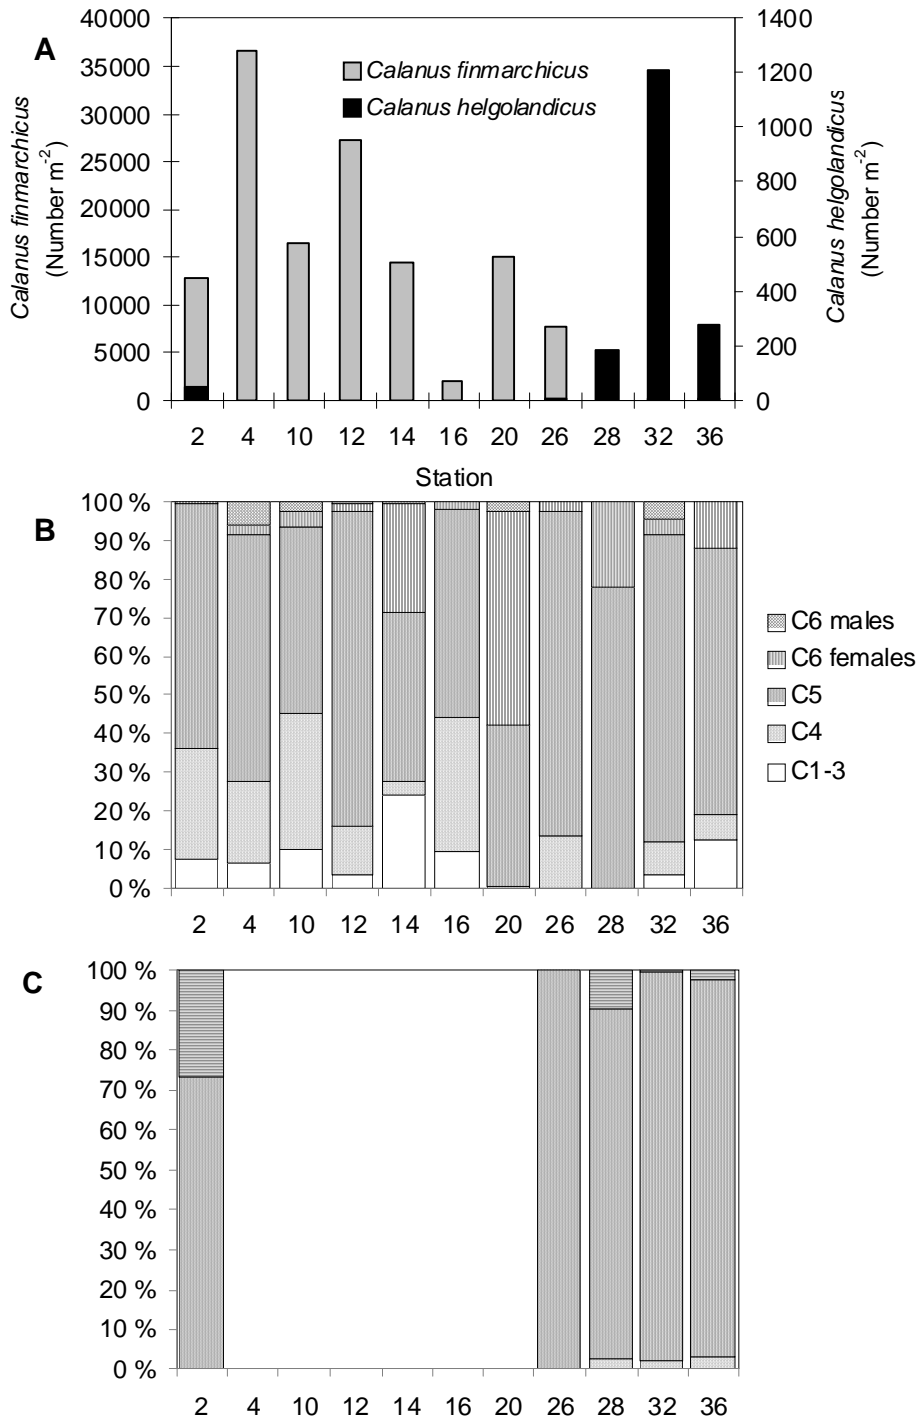 A
Calanus finmarchicus
(Number m-2)
40000
35000
30000
25000
20000
15000
10000
5000
0
Calanus finmarchicus
Calanus helgolandicus
1400
1200
1000
800
600
400
200
0
Calanus helgolandicus
(Number m-2)
2 4 10 12 14 16 20 26 28 32 36
Station
B
100 %
90 %
80 %
70 %
60 %
50 %
40 %
30 %
20 %
10 %
0 %
2 4 10 12 14 16 20 26 28 32 36
C6 males
C6 females
C5
C4
C1-3
C
100 %
90 %
80 %
70 %
60 %
50 %
40 %
30 %
20 %
10 %
0 %
2 4 10 12 14 16 20 26 28 32 36